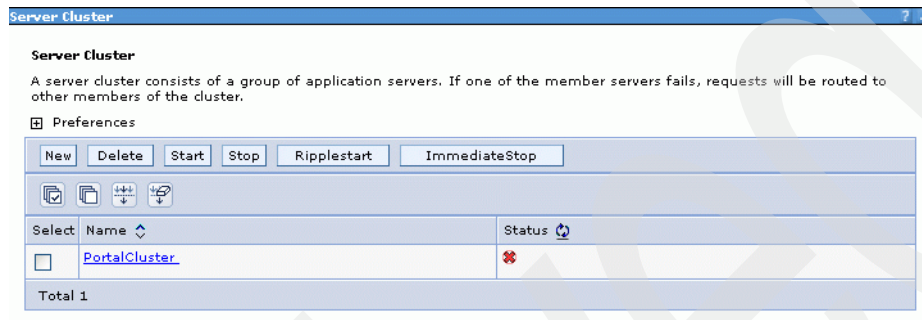 Server Cluster
?
Server Cluster
A server cluster consists of a group of application servers. If one of the member servers fails, requests will be routed to
other members of the cluster.
Preferences
New Delete Start Stop Ripplestart ImmediateStop
Select Name Status
PortalCluster
Total 1